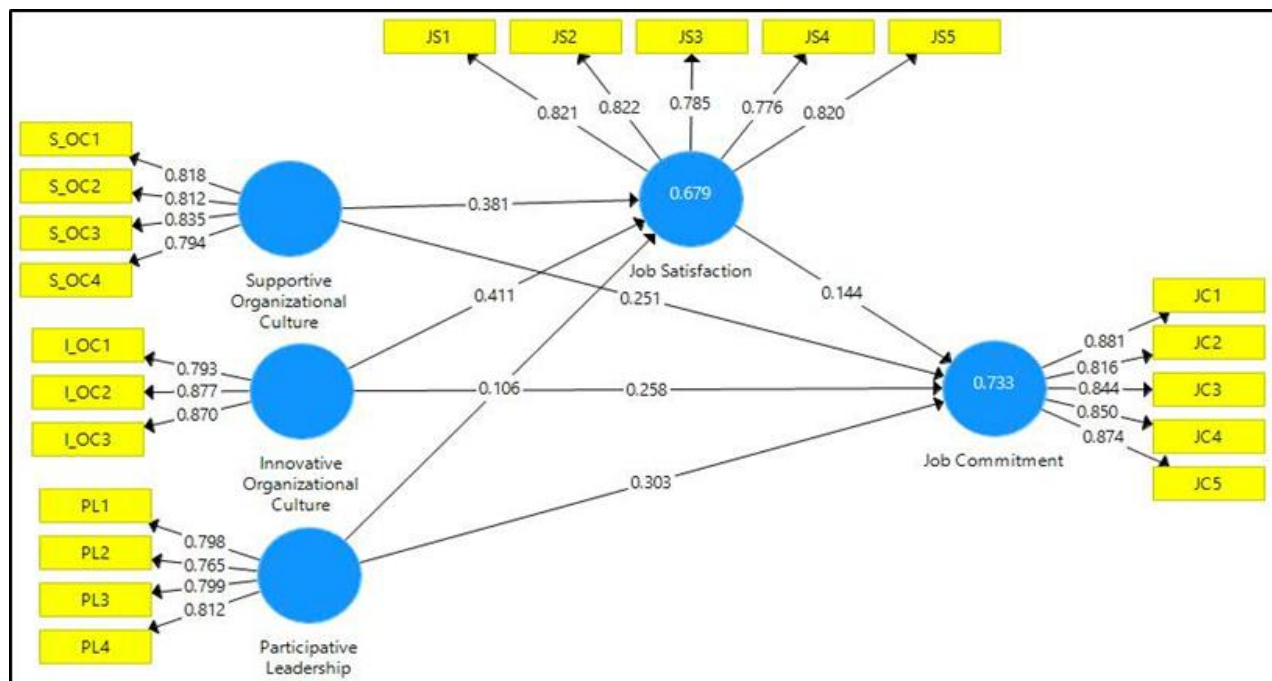 JS1
JS2
JS3
JS4
JS5
0.821
0.822
0.785
0.776
0.820
S_OC1
S_OC2
S_OC3
S_OC4
0.818
0.812
0.835
0.794
Supportive
Organizational
Culture
0.381
0.679
Job Satisfaction
0.411
0.251
0.144
I_OC1
I_OC2
I_OC3
0.793
0.877
0.870
Innovative
Organizational
Culture
0.106
0.258
0.733
Job Commitment
JC1
JC2
JC3
JC4
JC5
0.881
0.816
0.844
0.850
0.874
0.303
PL1
PL2
PL3
PL4
0.798
0.765
0.799
0.812
Participative
Leadership